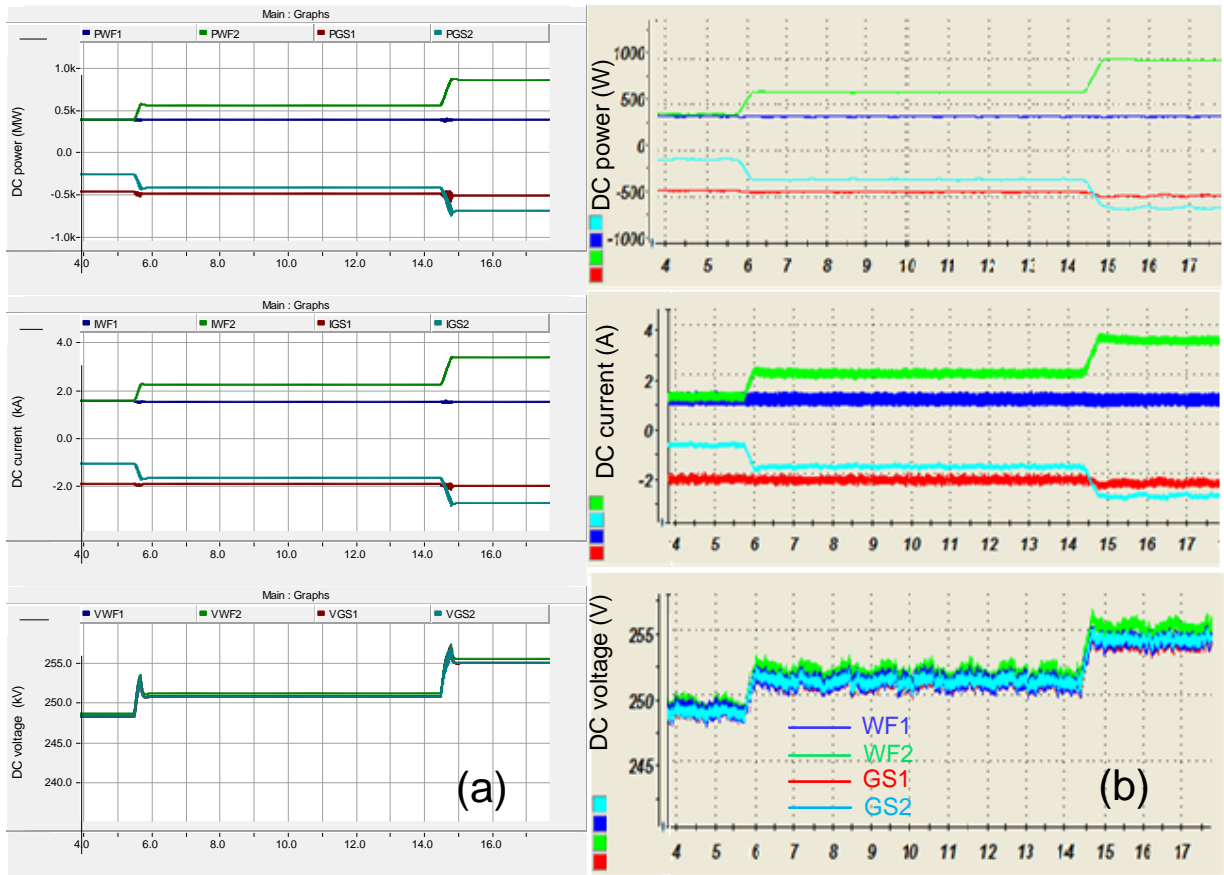 Main : Graphs
PWF1 PWF2 PGS1 PGS2
DC power (MW)
1.0k
0.5k
0.0
-0.5k
-1.0k
4.0 6.0 8.0 10.0 12.0 14.0 16.0
Main : Graphs
IWF1 IWF2 IGS1 IGS2
DC current (kA)
4.0
2.0
0.0
-2.0
4.0 6.0 8.0 10.0 12.0 14.0 16.0
Main : Graphs
VWF1 VWF2 VGS1 VGS2
DC voltage (kV)
255.0
250.0
245.0
240.0
(a)
4.0 6.0 8.0 10.0 12.0 14.0 16.0
DC power (W)
1000
500
0
-500
-1000
4 5 6 7 8 9 10 11 12 13 14 15 16 17
DC current (A)
4
2
0
-2
4 5 6 7 8 9 10 11 12 13 14 15 16 17
DC voltage (V)
255
250
245
WF1
WF2
GS1
GS2
(b)
4 5 6 7 8 9 10 11 12 13 14 15 16 17